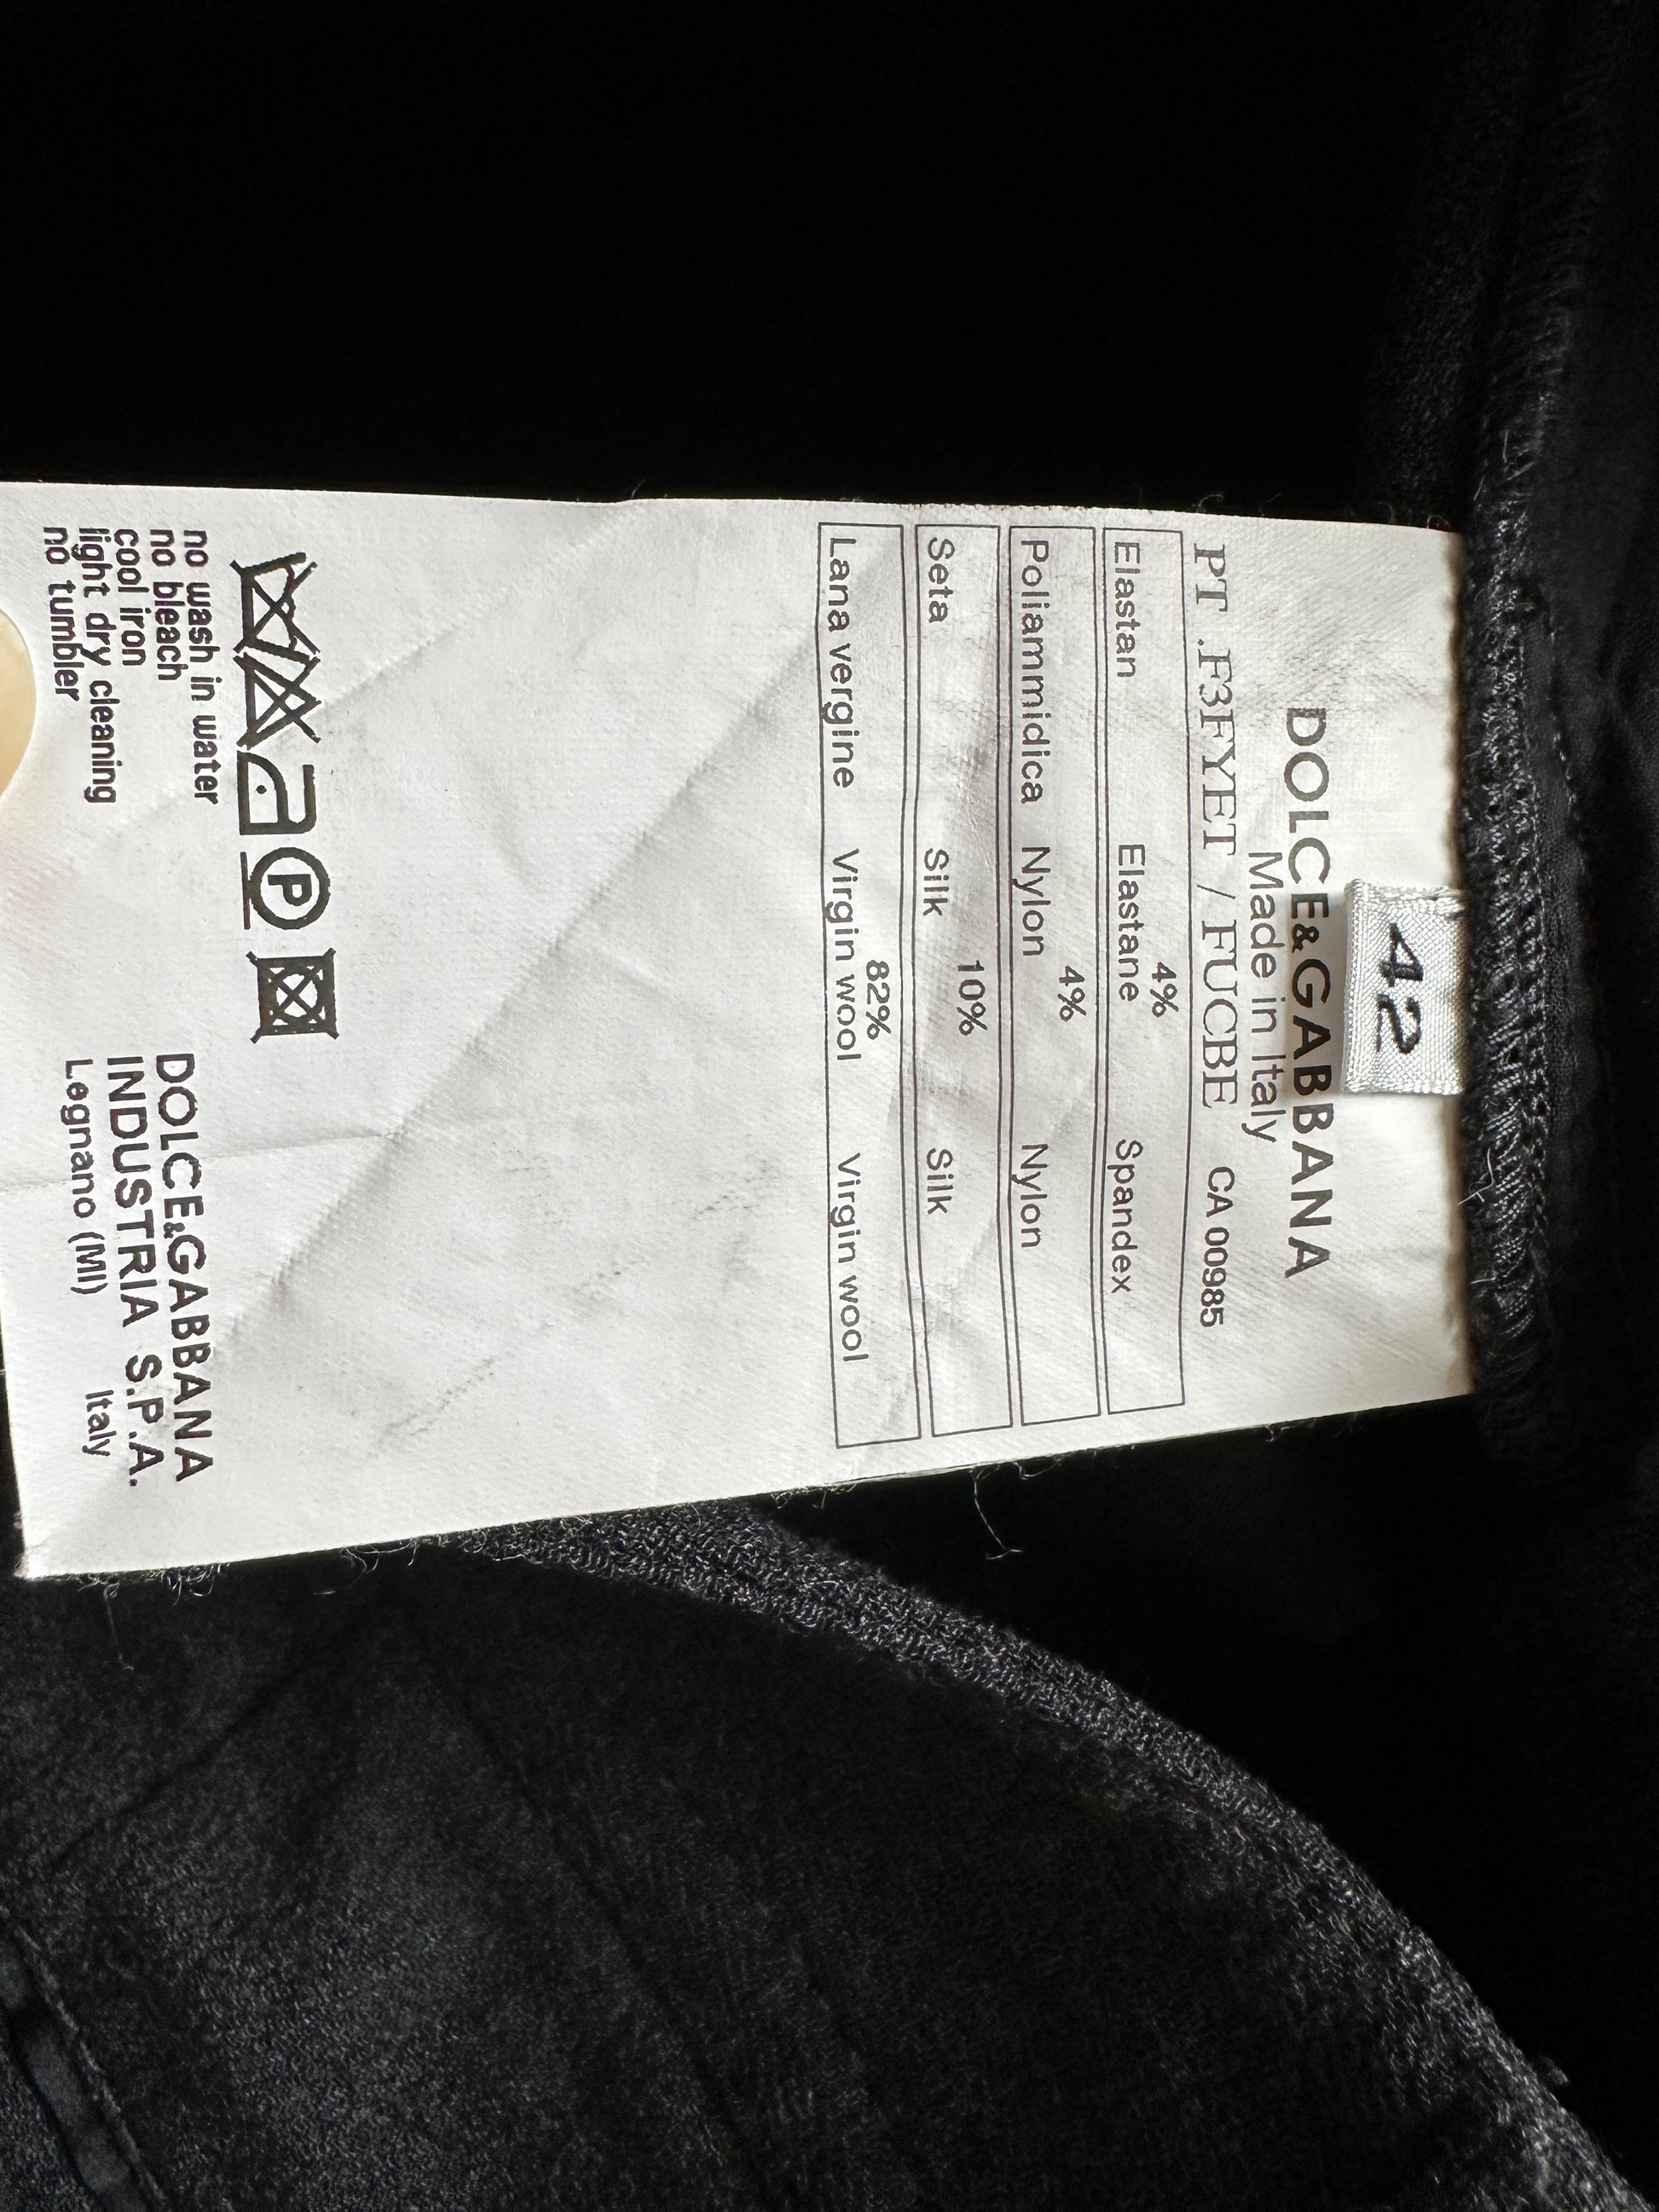 42
DOLCE&GABBANA
Made in Italy
PT .F3FYET / FUCBE CA 00985
4%
Elastan Elastane Spandex
4%
Poliammidica Nylon Nylon
10%
Seta Silk Silk
82%
Lana vergine Virgin wool Virgin wool
P
no wash in water
no bleach
cool iron
light dry cleaning
no tumbler
DOLCE&GABBANA
INDUSTRIA S.P.A.
Legnano (MI) Italy